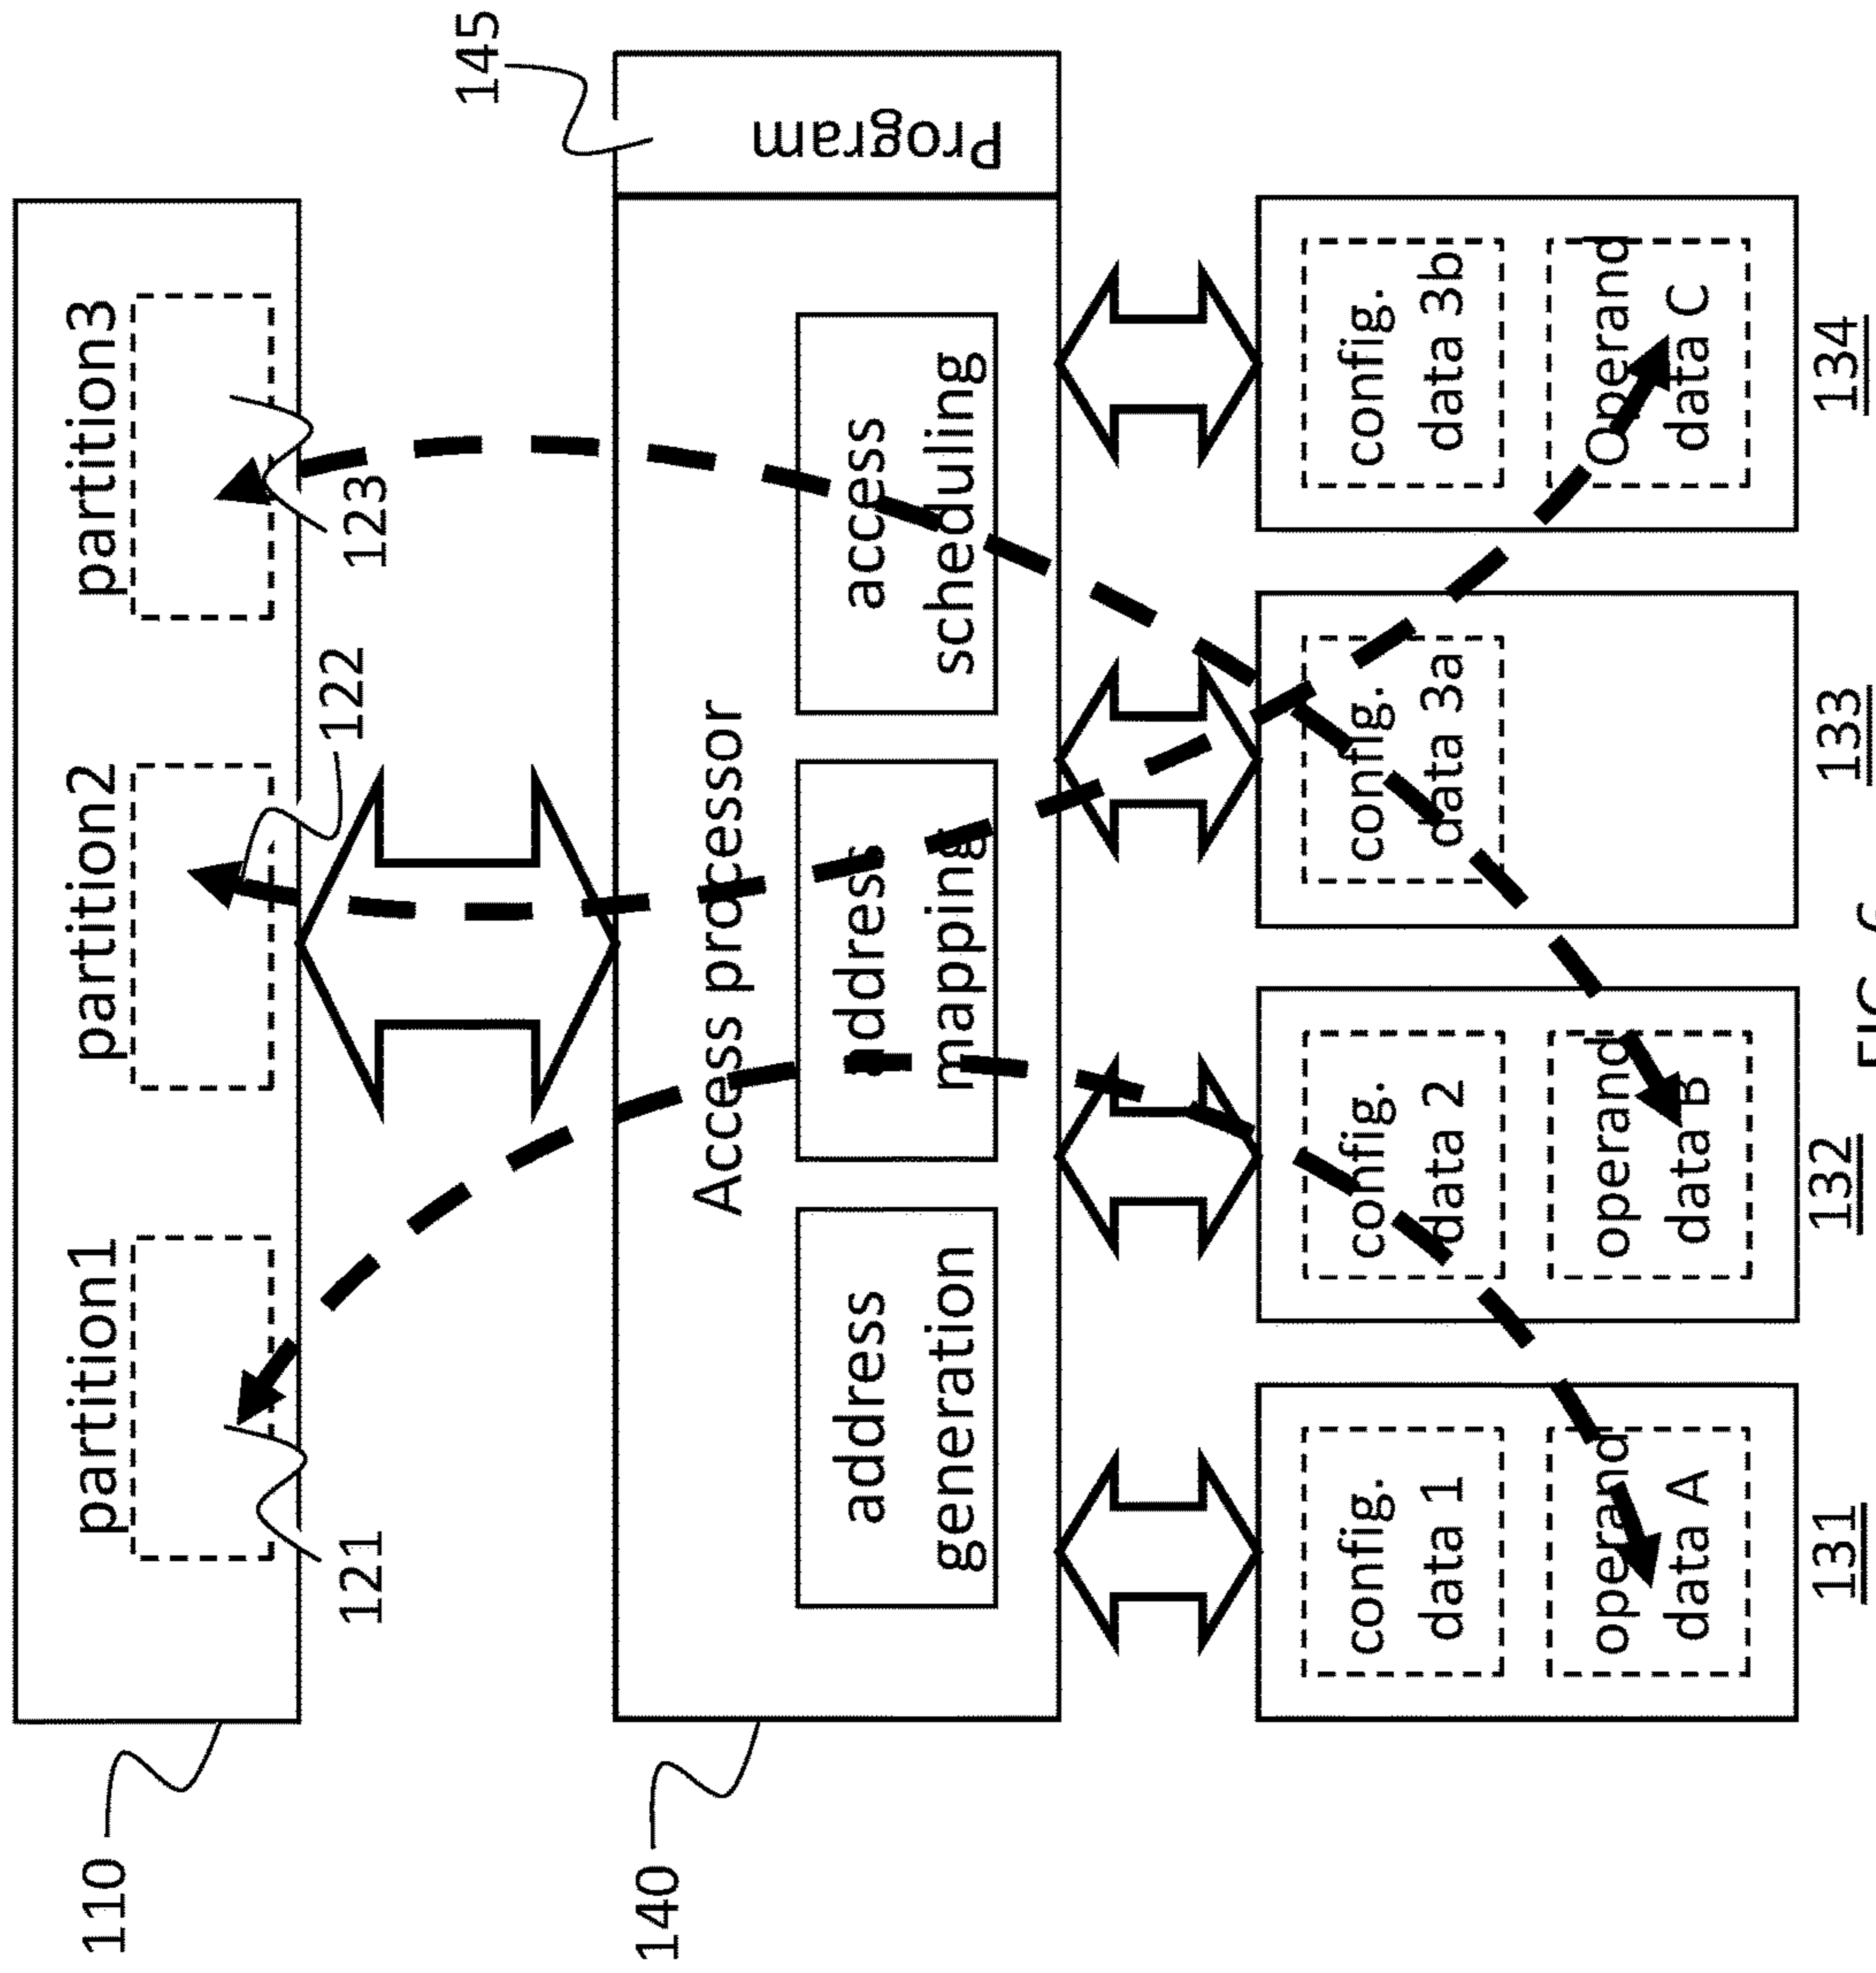 110
partition1
partition2
partition3
121
122
123
145
140
Access processor
address
generation
address
mapping
access
scheduling
Program
config.
data 1
operand
data A
131
config.
data 2
operand
data B
132
config.
data 3a
133
config.
data 3b
Operand
data C
134